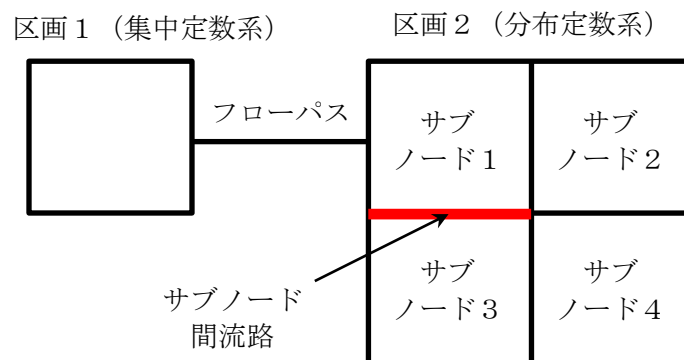 区画１（集中定数系）
区画２（分布定数系）
フローパス
サブ
ノード１
サブ
ノード２
サブ
ノード３
サブ
ノード４
サブノード
間流路